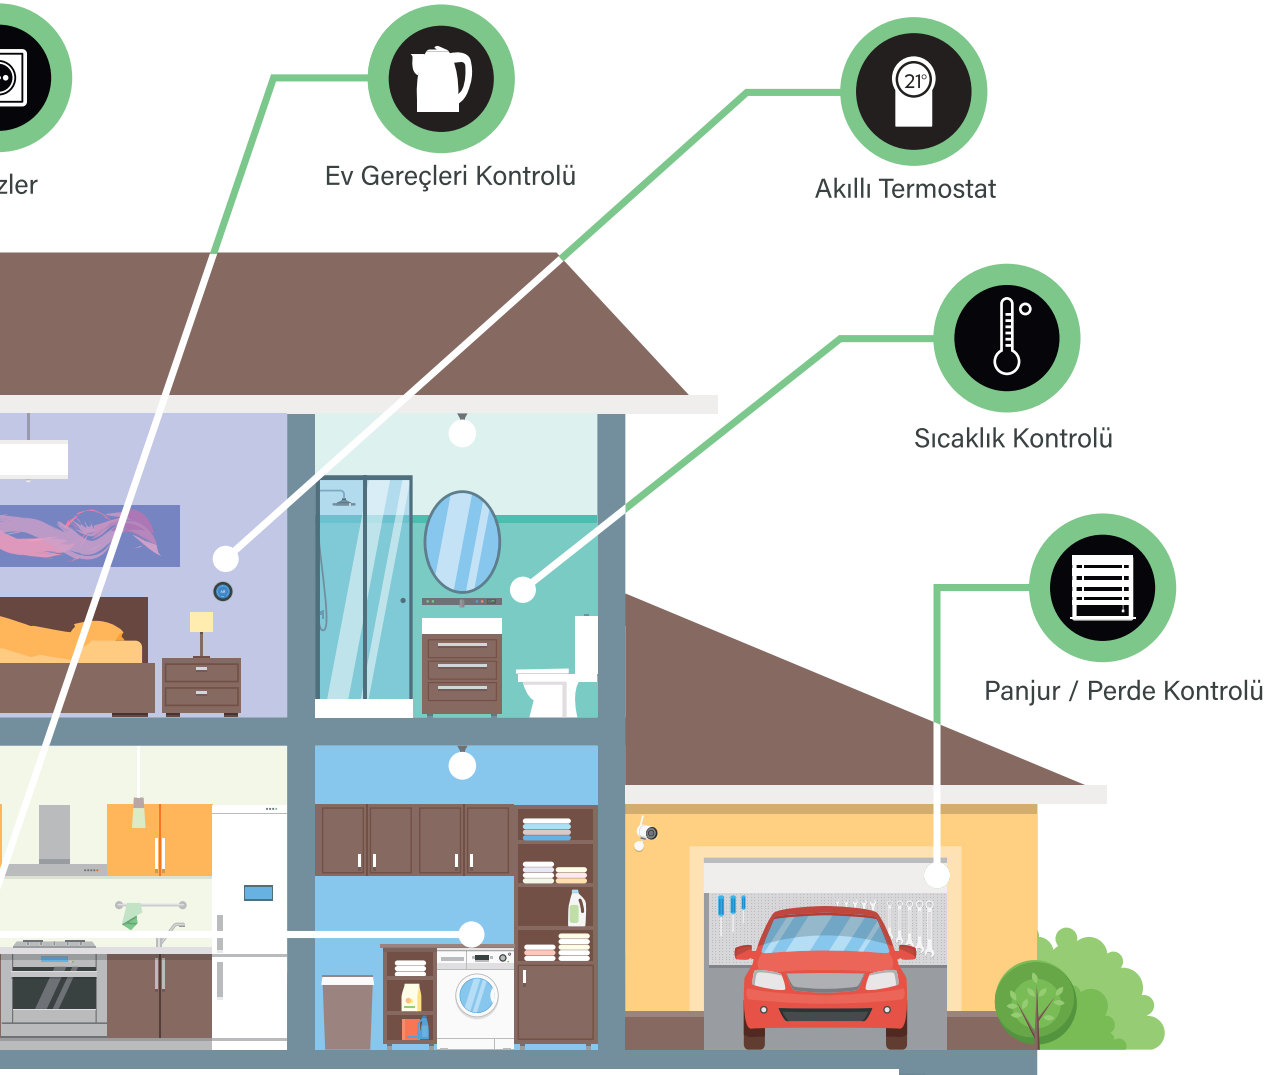 zler
Ev Gereçleri Kontrolü
21°
Akıllı Termostat
Sıcaklık Kontrolü
Panjur / Perde Kontrolü